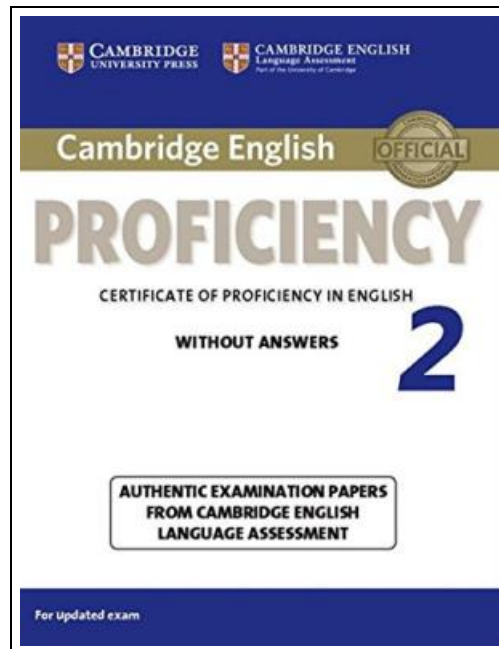 CAMBRIDGE
UNIVERSITY PRESS
CAMBRIDGE ENGLISH
Language Assessment
Part of the University of Cambridge
Cambridge English
OFFICIAL
PROFICIENCY
CERTIFICATE OF PROFICIENCY IN ENGLISH
WITHOUT ANSWERS
2
AUTHENTIC EXAMINATION PAPERS
FROM CAMBRIDGE ENGLISH
LANGUAGE ASSESSMENT
For updated exam